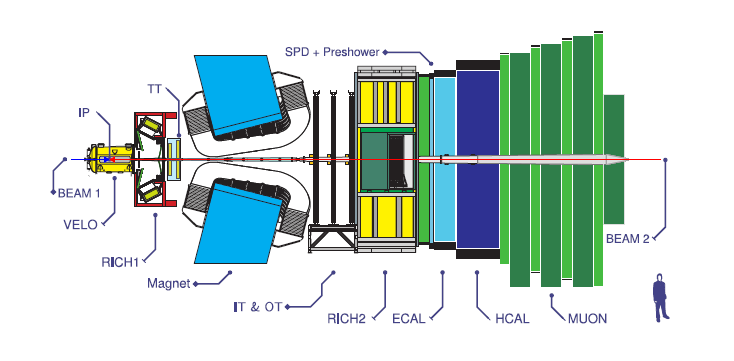 SPD + Preshower
TT
IP
BEAM 1
VELO
RICH1
Magnet
IT & OT
RICH2
ECAL
HCAL
MUON
BEAM 2